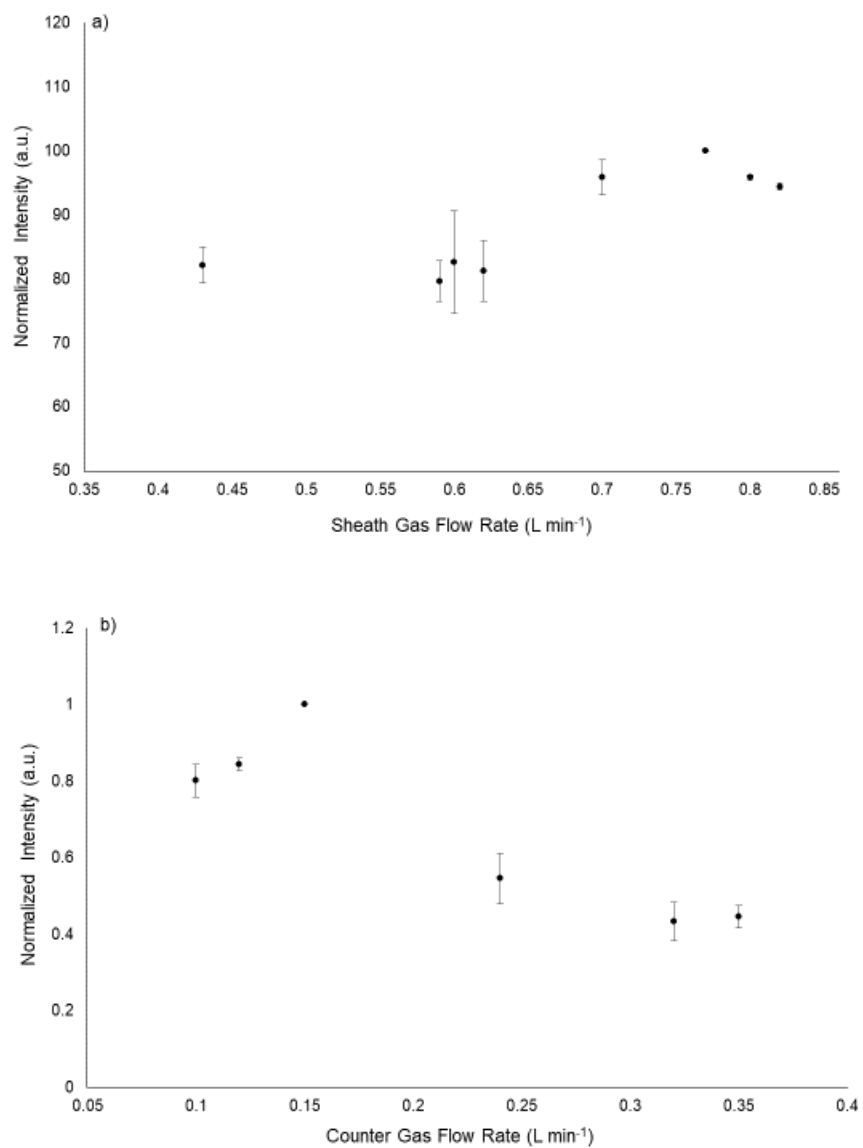 a)
120
110
100
90
80
70
60
50
Normalized Intensity (a.u.)
0.35 0.4 0.45 0.5 0.55 0.6 0.65 0.7 0.75 0.8 0.85
Sheath Gas Flow Rate (L min⁻¹)
b)
1.2
1
0.8
0.6
0.4
0.2
0
Normalized Intensity (a.u.)
0.05 0.1 0.15 0.2 0.25 0.3 0.35 0.4
Counter Gas Flow Rate (L min⁻¹)